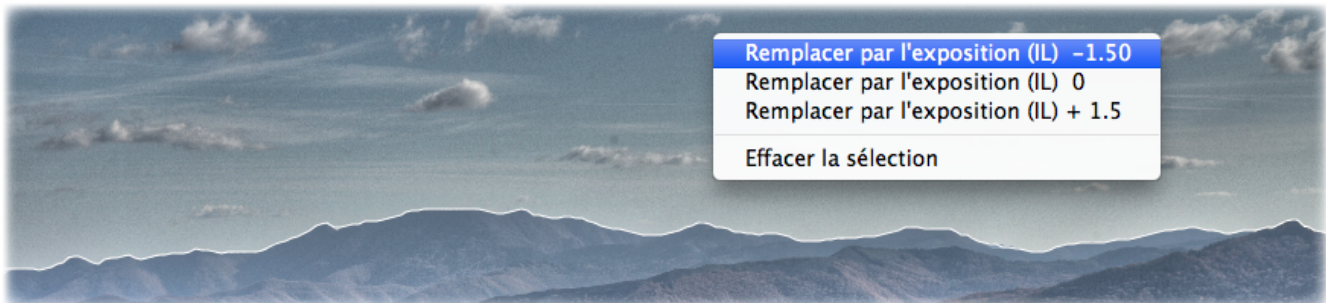 Remplacer par l'exposition (IL) -1.50
Remplacer par l'exposition (IL) 0
Remplacer par l'exposition (IL) + 1.5
Effacer la sélection